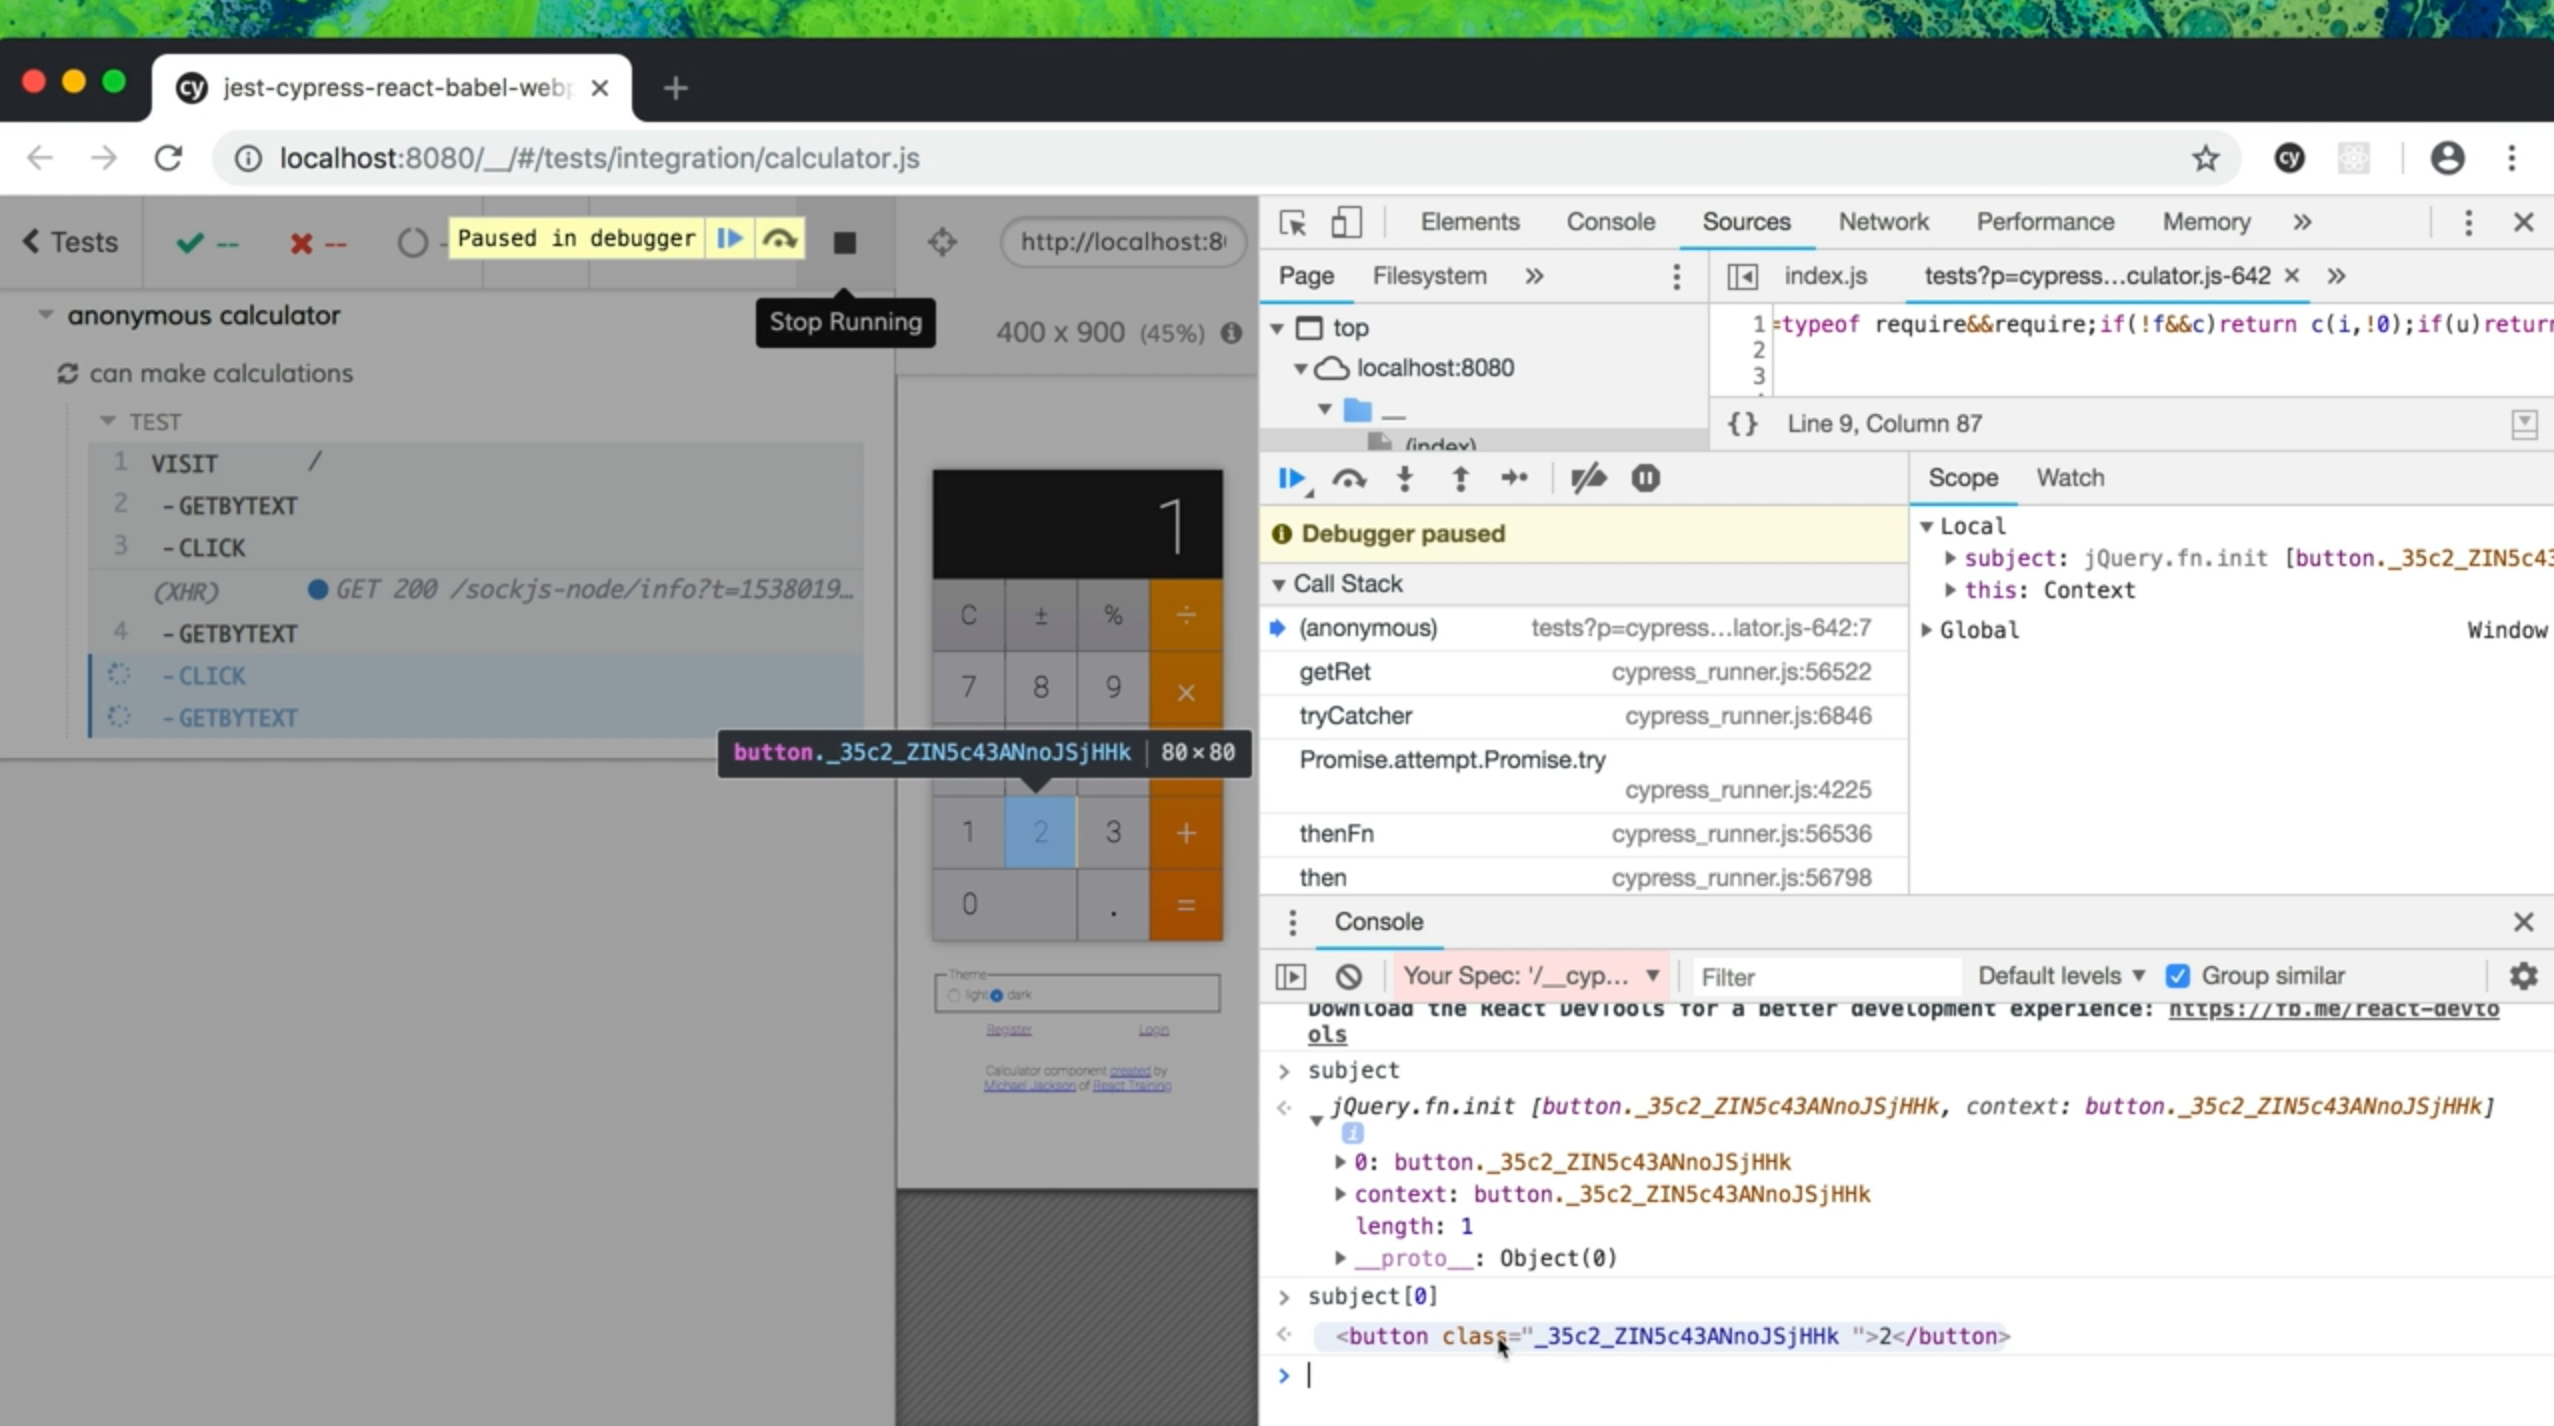 cy jest-cypress-react-babel-webp
localhost:8080/__/#/tests/integration/calculator.js
cy
Tests
--
--
-
Paused in debugger
http://localhost:8
Stop Running
400 x 900 (45%)
anonymous calculator
can make calculations
TEST
1 VISIT /
2 -GETBYTEXT
3 -CLICK
(XHR) GET 200 /sockjs-node/info?t=1538019…
4 -GETBYTEXT
-CLICK
-GETBYTEXT
1
C ± % ÷
7 8 9 ×
button._35c2_ZIN5c43ANnoJSjHHk 80×80
1 2 3 +
0 . =
Theme
light dark
Register Login
Calculator component created by
Michael Jackson of React Training
Elements Console Sources Network Performance Memory »
Page Filesystem »
index.js tests?p=cypress…culator.js-642 × »
top
localhost:8080
__
(index)
1 =typeof require&&require;if(!f&&c)return c(i,!0);if(u)return
2
3
{} Line 9, Column 87
Debugger paused
Call Stack
(anonymous) tests?p=cypress…lator.js-642:7
getRet cypress_runner.js:56522
tryCatcher cypress_runner.js:6846
Promise.attempt.Promise.try
cypress_runner.js:4225
thenFn cypress_runner.js:56536
then cypress_runner.js:56798
Scope Watch
Local
subject: jQuery.fn.init [button._35c2_ZIN5c43
this: Context
Global Window
Console
Your Spec: '/__cyp… Filter Default levels Group similar
Download the React DevTools for a better development experience: https://fb.me/react-devto
ols
> subject
jQuery.fn.init [button._35c2_ZIN5c43ANnoJSjHHk, context: button._35c2_ZIN5c43ANnoJSjHHk]
i
0: button._35c2_ZIN5c43ANnoJSjHHk
context: button._35c2_ZIN5c43ANnoJSjHHk
length: 1
__proto__: Object(0)
> subject[0]
<button class="_35c2_ZIN5c43ANnoJSjHHk ">2</button>
>